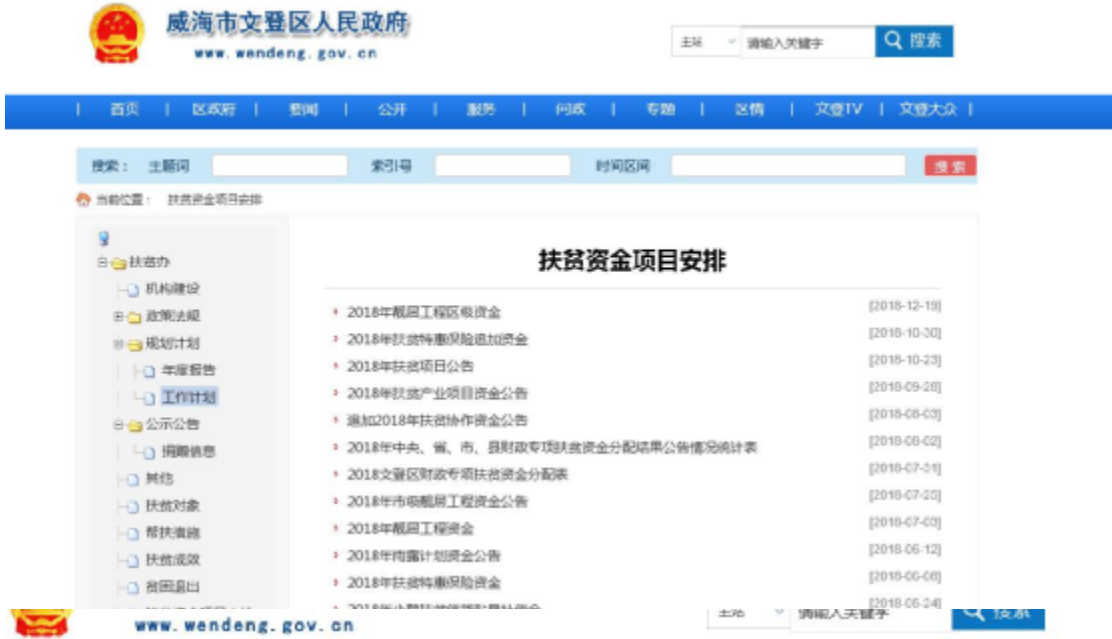 威海市文登区人民政府
www.wendeng.gov.cn
主站 请输入关键字 搜索
首页 | 区政府 | 要闻 | 公开 | 服务 | 问政 | 专题 | 区情 | 文登TV | 文登大众 |
搜索： 主题词 索引号 时间区间 搜索
当前位置： 扶贫资金项目安排
扶贫办
机构建设
政策法规
规划计划
年度报告
工作计划
公示公告
捐赠信息
其他
扶贫对象
帮扶措施
扶贫成效
贫困退出
扶贫资金项目安排
2018年靓居工程区级资金 [2018-12-19]
2018年扶贫特惠保险追加资金 [2018-10-30]
2018年扶贫项目公告 [2018-10-23]
2018年扶贫产业项目资金公告 [2018-09-28]
追加2018年扶贫协作资金公告 [2018-08-03]
2018年中央、省、市、县财政专项扶贫资金分配结果公告情况统计表 [2018-08-02]
2018文登区财政专项扶贫资金分配表 [2018-07-31]
2018年市级靓居工程资金公告 [2018-07-25]
2018年靓居工程资金 [2018-07-03]
2018年雨露计划资金公告 [2018-06-12]
2018年扶贫特惠保险资金 [2018-06-08]
[2018-05-24]
www.wendeng.gov.cn
主站 请输入关键字 搜索